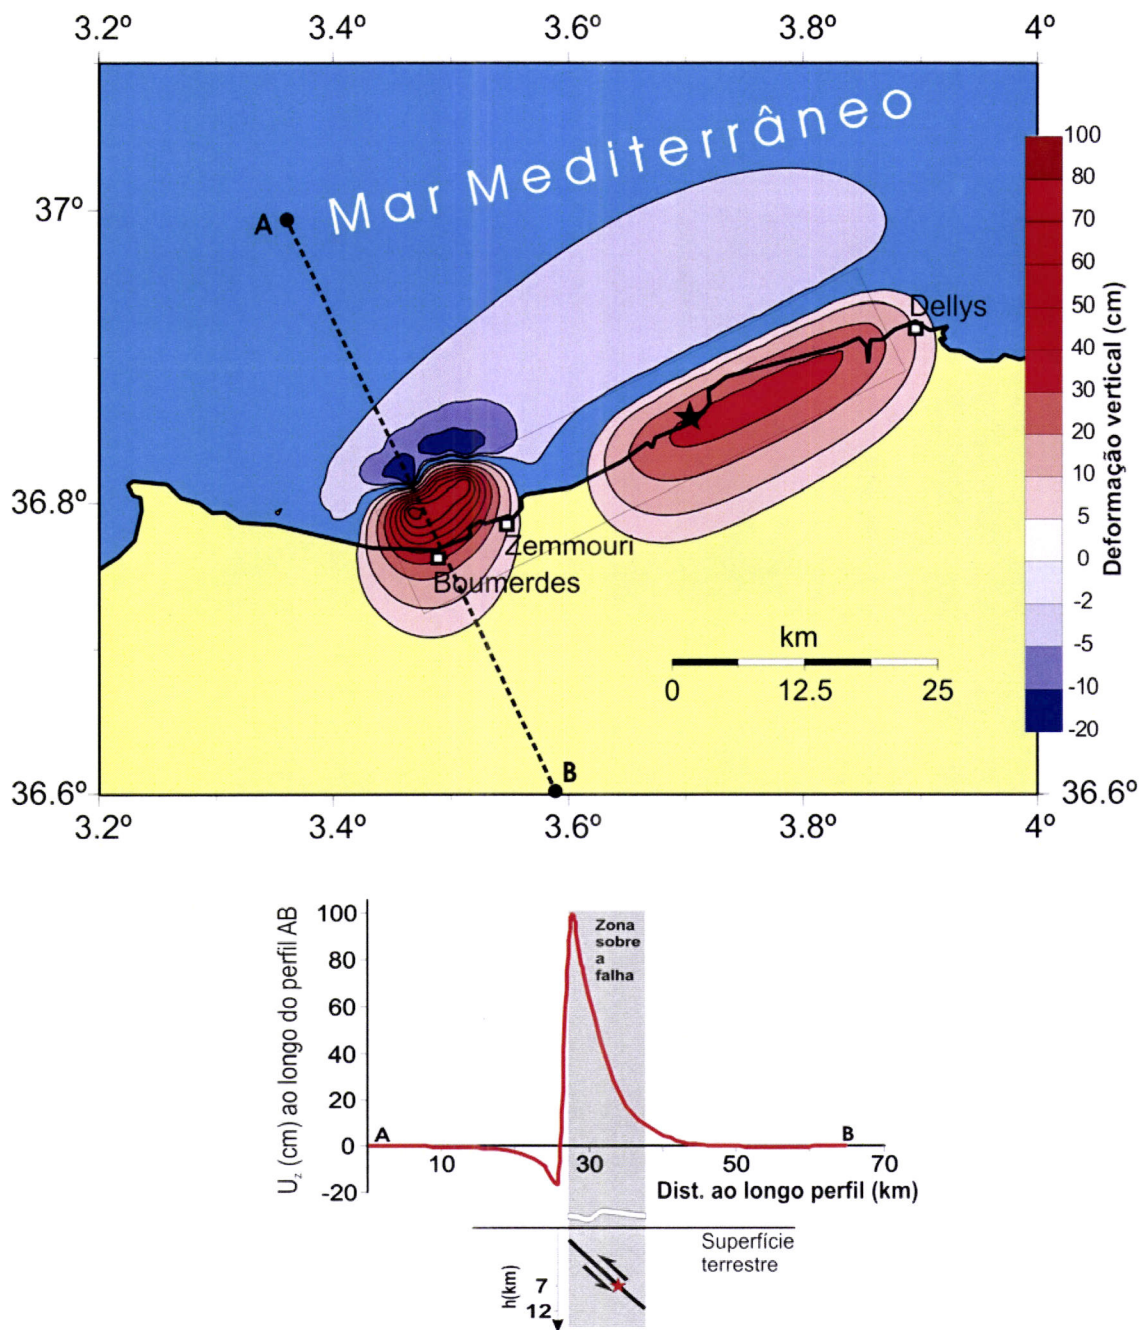 3.2º 3.4º 3.6º 3.8º 4º
Mar Mediterrâneo
37º
A
Dellys
36.8º
Zemmouri
Boumerdes
km
0 12.5 25
B
36.6º 36.6º
3.2º 3.4º 3.6º 3.8º 4º
100
80
70
60
50
40
30
20
10
5
0
-2
-5
-10
-20
Deformação vertical (cm)
U_z (cm) ao longo do perfil AB
100
80
60
40
20
0
-20
Zona
sobre
a
falha
A B
10 30 50 70
Dist. ao longo perfil (km)
Superfície
terrestre
h(km)
7
12